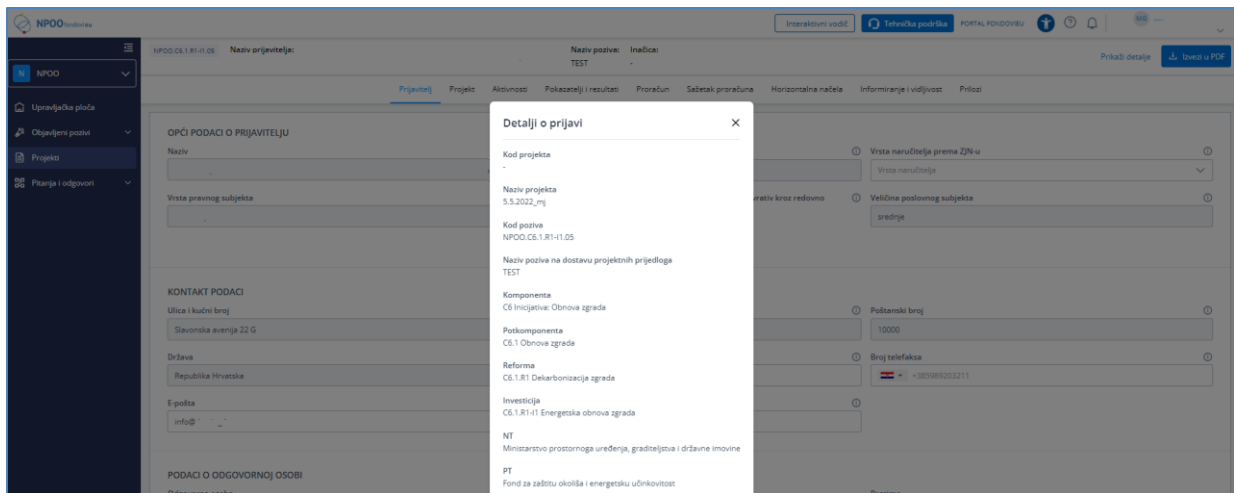 NPOO fondovieu
Interaktivni vodič
Tehnička podrška
PORTAL FONDOVIEU
MG
NPOO.C6.1.R1-I1.05 Naziv prijavitelja:
Naziv poziva: Inačica:
TEST -
Prikaži detalje
Izvezi u PDF
N NPOO
Upravljačka ploča
Objavljeni pozivi
Projekti
Pitanja i odgovori
Prijavitelj Projekt Aktivnosti Pokazatelji i rezultati Proračun Sažetak proračuna Horizontalna načela Informiranje i vidljivost Prilozi
OPĆI PODACI O PRIJAVITELJU
Naziv
Vrsta pravnog subjekta
KONTAKT PODACI
Ulica i kućni broj
Slavonska avenija 22 G
Država
Republika Hrvatska
E-pošta
info@
PODACI O ODGOVORNOJ OSOBI
Detalji o prijavi
Kod projekta
-
Naziv projekta
5.5.2022_mj
Kod poziva
NPOO.C6.1.R1-I1.05
Naziv poziva na dostavu projektnih prijedloga
TEST
Komponenta
C6 Inicijativa: Obnova zgrada
Potkomponenta
C6.1 Obnova zgrada
Reforma
C6.1.R1 Dekarbonizacija zgrada
Investicija
C6.1.R1-I1 Energetska obnova zgrada
NT
Ministarstvo prostornoga uređenja, graditeljstva i državne imovine
PT
Fond za zaštitu okoliša i energetsku učinkovitost
Vrsta naručitelja prema ZJN-u
Vrsta naručitelja
kroz redovno
Veličina poslovnog subjekta
srednje
Poštanski broj
10000
Broj telefaksa
+385989203211